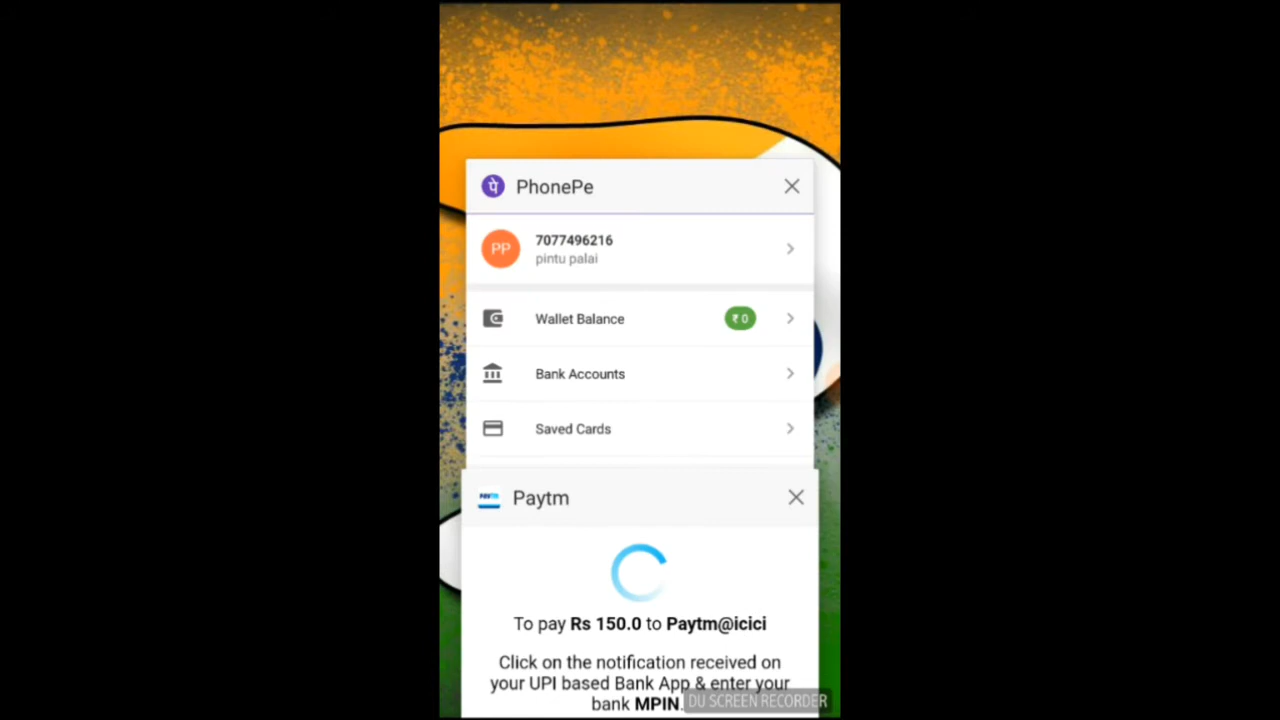 पे PhonePe
PP 7077496216
pintu palai
Wallet Balance ₹ 0
Bank Accounts
Saved Cards
Paytm Paytm
To pay Rs 150.0 to Paytm@icici
Click on the notification received on
your UPI based Bank App & enter your
bank MPIN.
DU SCREEN RECORDER